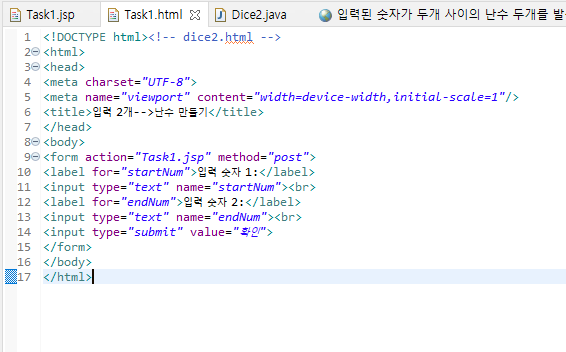 Task1.jsp Task1.html Dice2.java 입력된 숫자가 두개 사이의 난수 두개를 발
1 <!DOCTYPE html><!-- dice2.html -->
2 <html>
3 <head>
4 <meta charset="UTF-8">
5 <meta name="viewport" content="width=device-width,initial-scale=1"/>
6 <title>입력 2개-->난수 만들기</title>
7 </head>
8 <body>
9 <form action="Task1.jsp" method="post">
10 <label for="startNum">입력 숫자 1:</label>
11 <input type="text" name="startNum"><br>
12 <label for="endNum">입력 숫자 2:</label>
13 <input type="text" name="endNum"><br>
14 <input type="submit" value="확인">
15 </form>
16 </body>
17 </html>